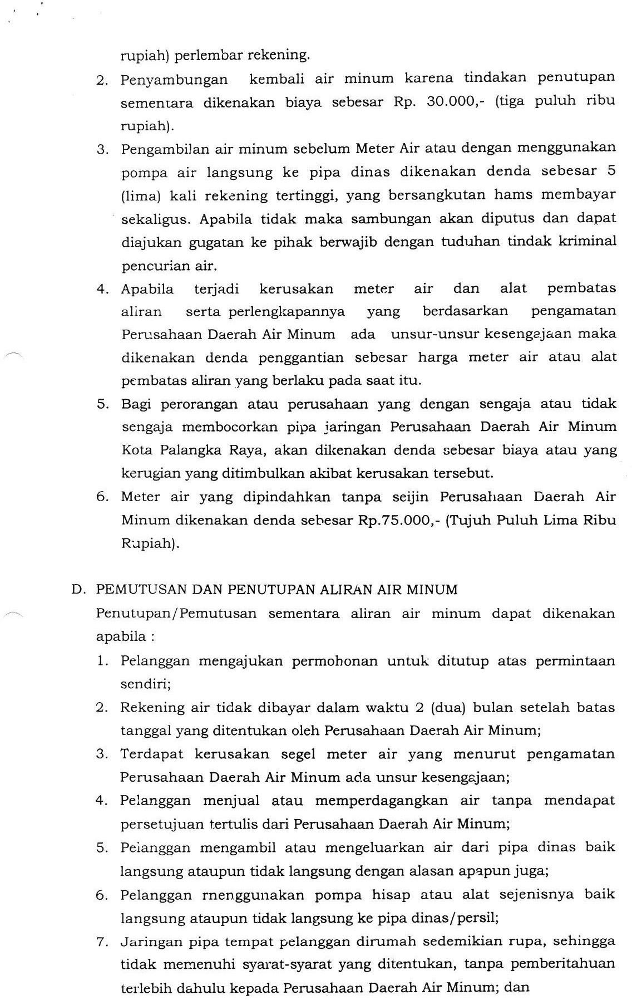 rupiah) perlembar rekening.
2. Penyambungan kembali air minum karena tindakan penutupan
sementara dikenakan biaya sebesar Rp. 30.000,- (tiga puluh ribu
rupiah).
3. Pengambilan air minum sebelum Meter Air atau dengan menggunakan
pompa air langsung ke pipa dinas dikenakan denda sebesar 5
(lima) kali rekening tertinggi, yang bersangkutan hams membayar
sekaligus. Apabila tidak maka sambungan akan diputus dan dapat
diajukan gugatan ke pihak berwajib dengan tuduhan tindak kriminal
pencurian air.
4. Apabila terjadi kerusakan meter air dan alat pembatas
aliran serta perlengkapannya yang berdasarkan pengamatan
Perusahaan Daerah Air Minum ada unsur-unsur kesengajaan maka
dikenakan denda penggantian sebesar harga meter air atau alat
pembatas aliran yang berlaku pada saat itu.
5. Bagi perorangan atau perusahaan yang dengan sengaja atau tidak
sengaja membocorkan pipa jaringan Perusahaan Daerah Air Minum
Kota Palangka Raya, akan dikenakan denda sebesar biaya atau yang
kerugian yang ditimbulkan akibat kerusakan tersebut.
6. Meter air yang dipindahkan tanpa seijin Perusahaan Daerah Air
Minum dikenakan denda sebesar Rp.75.000,- (Tujuh Puluh Lima Ribu
Rupiah).
D. PEMUTUSAN DAN PENUTUPAN ALIRAN AIR MINUM
Penutupan/Pemutusan sementara aliran air minum dapat dikenakan
apabila :
1. Pelanggan mengajukan permohonan untuk ditutup atas permintaan
sendiri;
2. Rekening air tidak dibayar dalam waktu 2 (dua) bulan setelah batas
tanggal yang ditentukan oleh Perusahaan Daerah Air Minum;
3. Terdapat kerusakan segel meter air yang menurut pengamatan
Perusahaan Daerah Air Minum ada unsur kesengajaan;
4. Pelanggan menjual atau memperdagangkan air tanpa mendapat
persetujuan tertulis dari Perusahaan Daerah Air Minum;
5. Pelanggan mengambil atau mengeluarkan air dari pipa dinas baik
langsung ataupun tidak langsung dengan alasan apapun juga;
6. Pelanggan rnenggunakan pompa hisap atau alat sejenisnya baik
langsung ataupun tidak langsung ke pipa dinas/persil;
7. Jaringan pipa tempat pelanggan dirumah sedemikian rupa, sehingga
tidak memenuhi syarat-syarat yang ditentukan, tanpa pemberitahuan
terlebih dahulu kepada Perusahaan Daerah Air Minum; dan